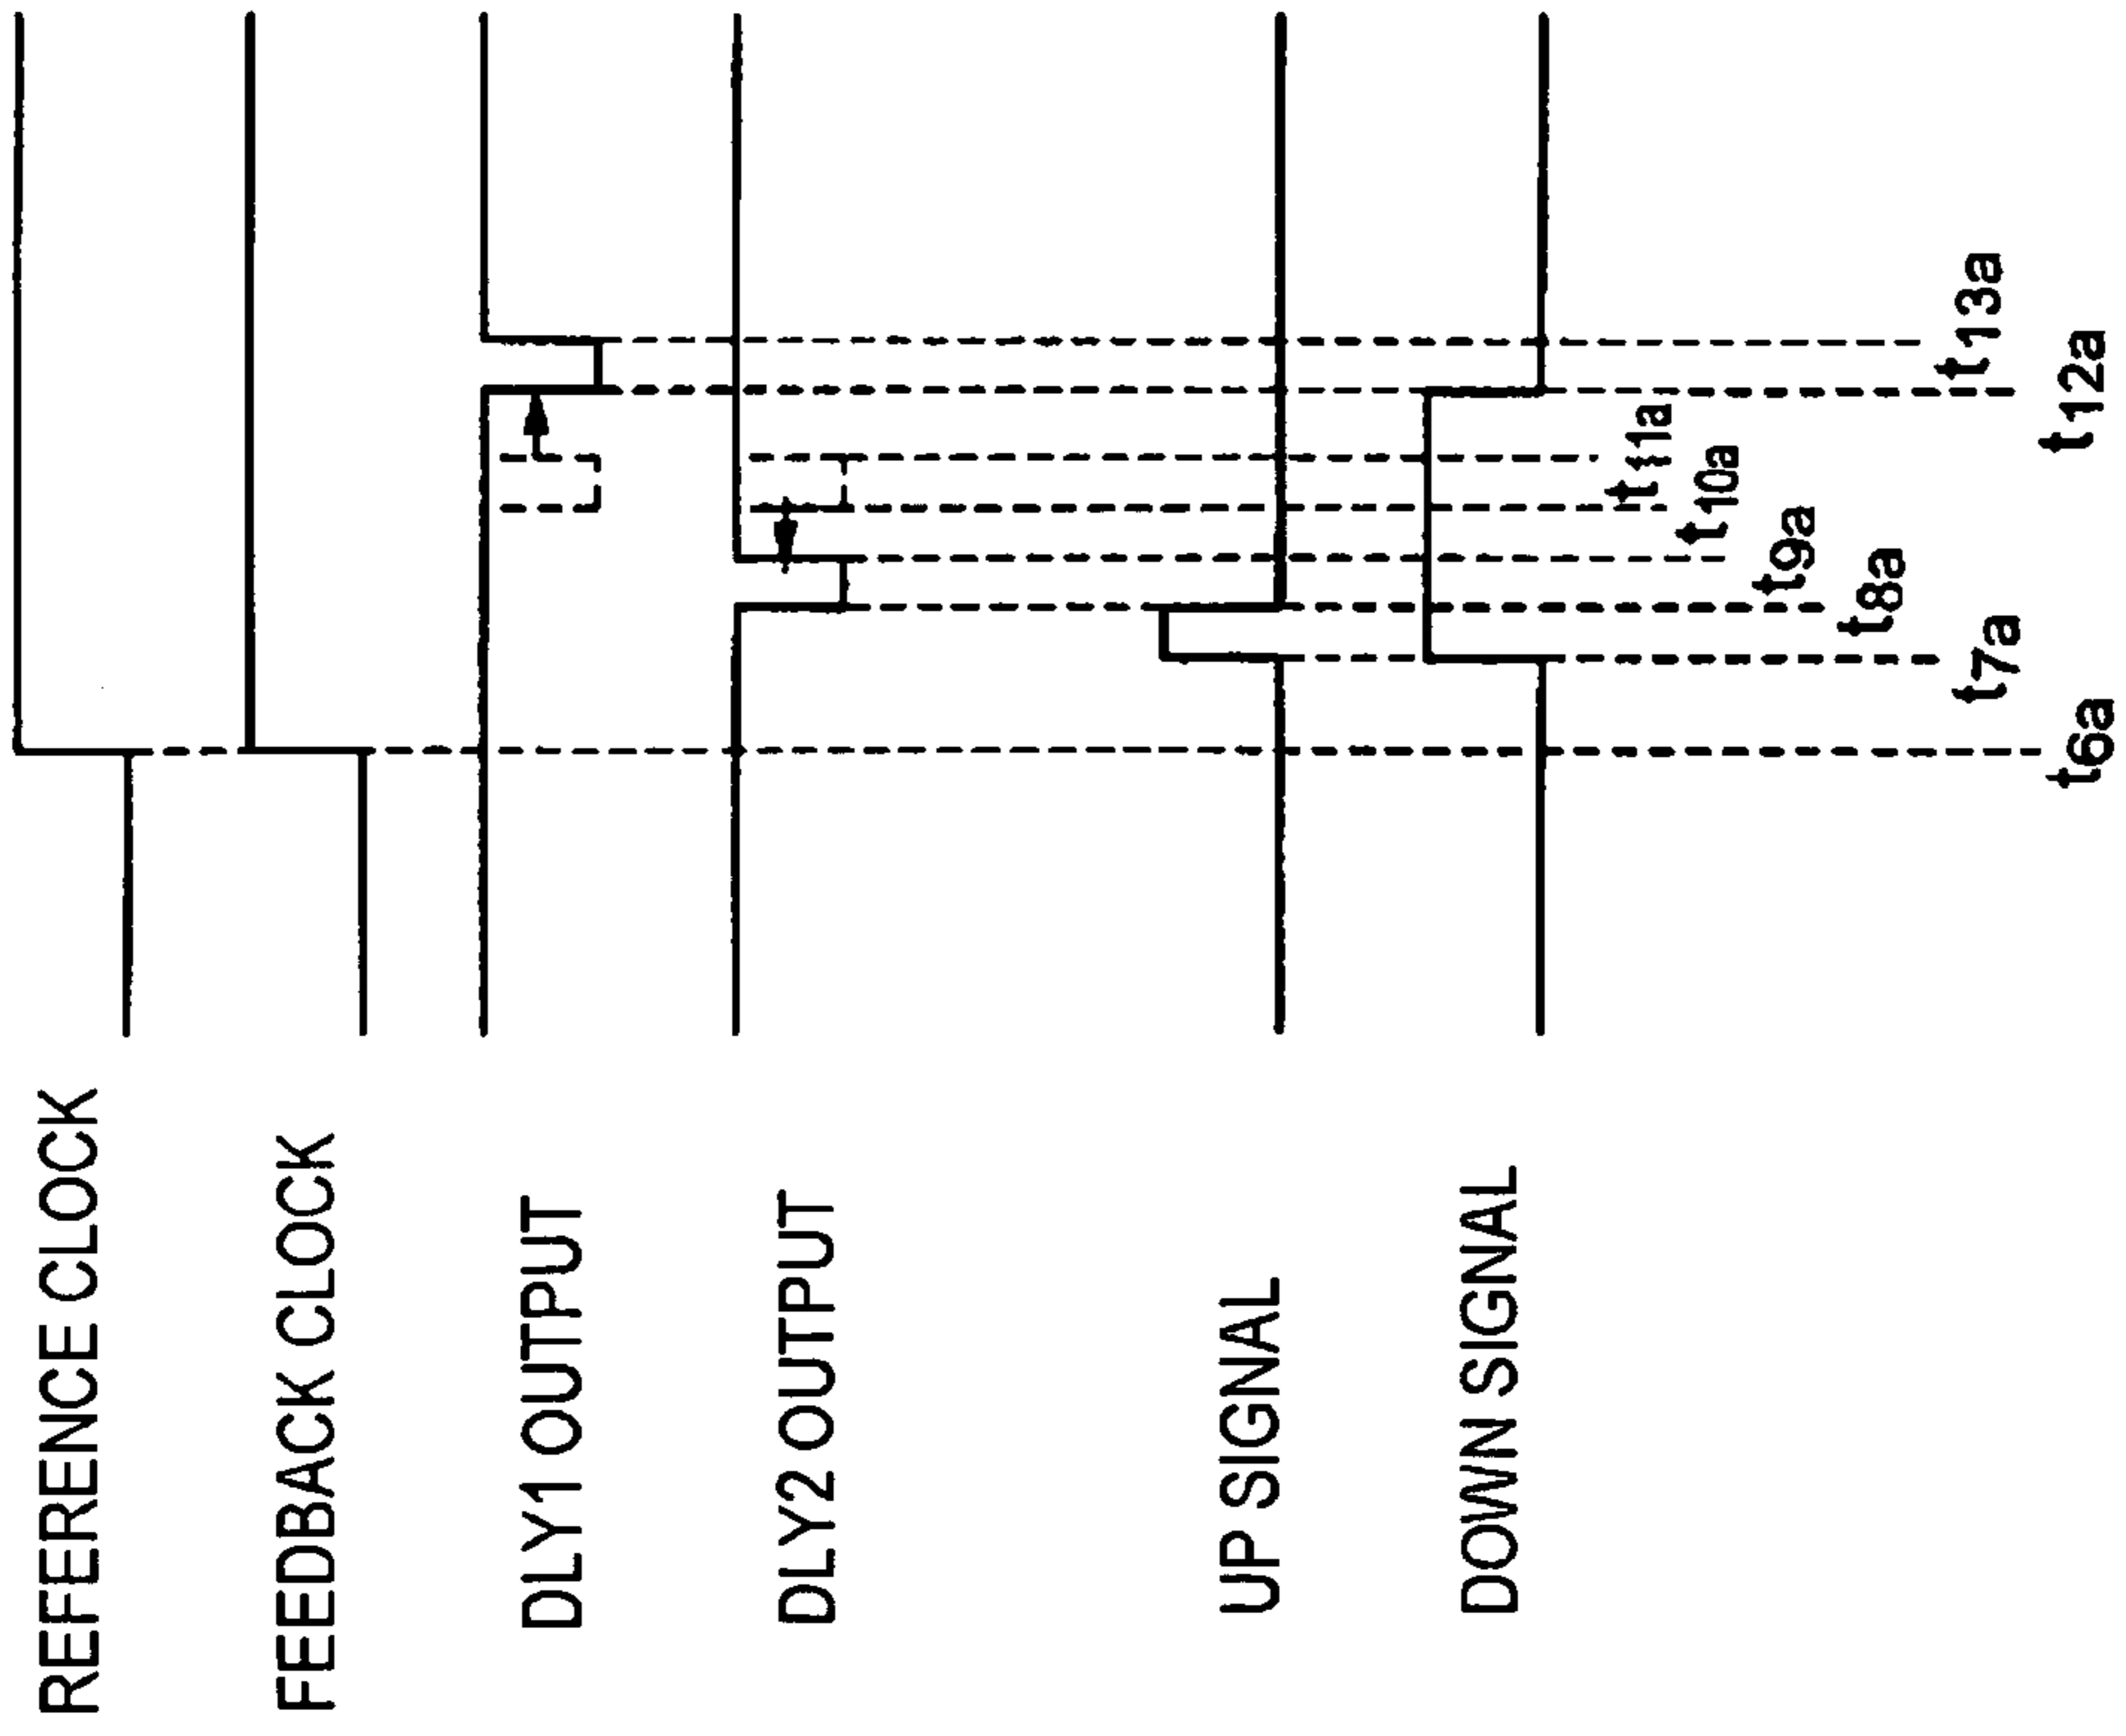 REFERENCE CLOCK
FEEDBACK CLOCK
DLY1 OUTPUT
DLY2 OUTPUT
UP SIGNAL
DOWN SIGNAL
t6a
t7a
t8a
t9a
t10a
t11a
t12a
t13a